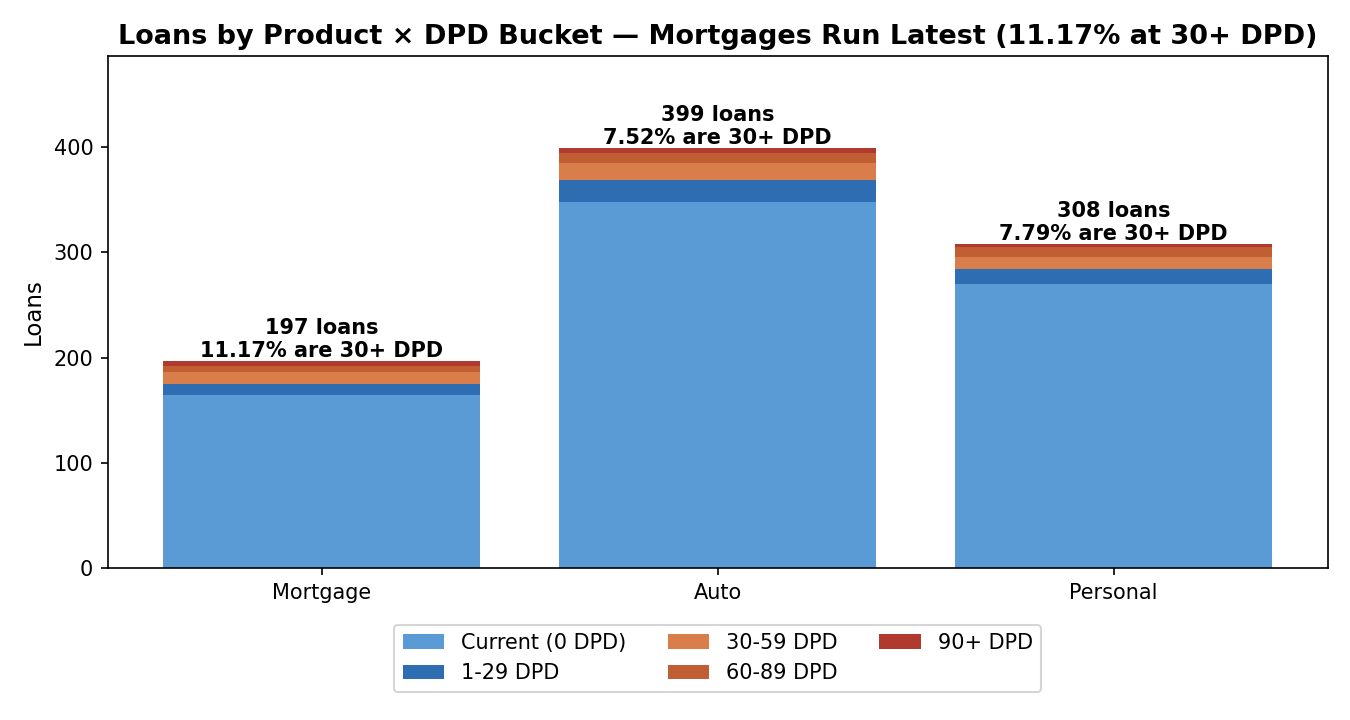 Loans by Product × DPD Bucket — Mortgages Run Latest (11.17% at 30+ DPD)
Loans
400
300
200
100
0
197 loans
11.17% are 30+ DPD
399 loans
7.52% are 30+ DPD
308 loans
7.79% are 30+ DPD
Mortgage
Auto
Personal
Current (0 DPD)
1-29 DPD
30-59 DPD
60-89 DPD
90+ DPD